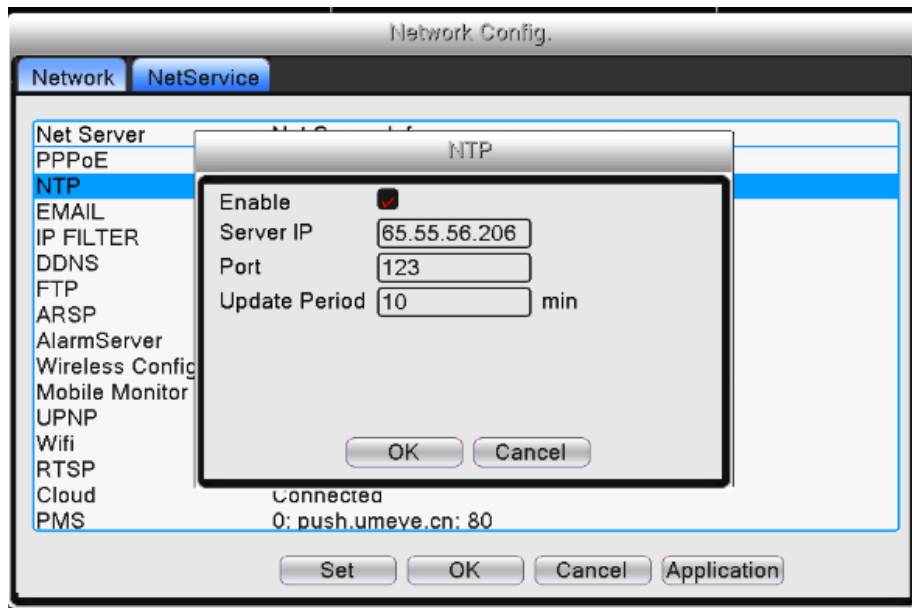 Network Config.
Network NetService
Net Server
PPPoE
NTP
EMAIL
IP FILTER
DDNS
FTP
ARSP
AlarmServer
Wireless Config
Mobile Monitor
UPNP
Wifi
RTSP
Cloud Connected
PMS 0: push.umeye.cn: 80
NTP
Enable
Server IP 65.55.56.206
Port 123
Update Period 10 min
OK Cancel
Set OK Cancel Application